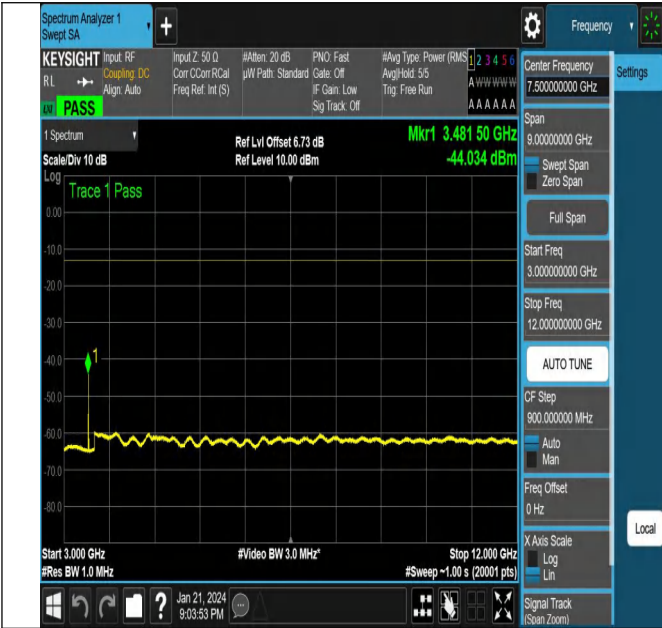 Spectrum Analyzer 1
Swept SA
+
Frequency
KEYSIGHT
RL
LXI
PASS
Input: RF
Coupling: DC
Align: Auto
Input Z: 50 Ω
Corr CCorr RCal
Freq Ref: Int (S)
#Atten: 20 dB
µW Path: Standard
PNO: Fast
Gate: Off
IF Gain: Low
Sig Track: Off
#Avg Type: Power (RMS
Avg|Hold: 5/5
Trig: Free Run
1 2 3 4 5 6
A W W W W W
A A A A A A
1 Spectrum
Scale/Div 10 dB
Log
Ref Lvl Offset 6.73 dB
Ref Level 10.00 dBm
Mkr1 3.481 50 GHz
-44.034 dBm
Trace 1 Pass
0.00
-10.0
-20.0
-30.0
-40.0
-50.0
-60.0
-70.0
-80.0
1
Start 3.000 GHz
#Res BW 1.0 MHz
#Video BW 3.0 MHz*
Stop 12.000 GHz
#Sweep ~1.00 s (20001 pts)
?
Jan 21, 2024
9:03:53 PM
Center Frequency
7.500000000 GHz
Settings
Span
9.00000000 GHz
Swept Span
Zero Span
Full Span
Start Freq
3.000000000 GHz
Stop Freq
12.000000000 GHz
AUTO TUNE
CF Step
900.000000 MHz
Auto
Man
Freq Offset
0 Hz
X Axis Scale
Log
Lin
Local
Signal Track
(Span Zoom)